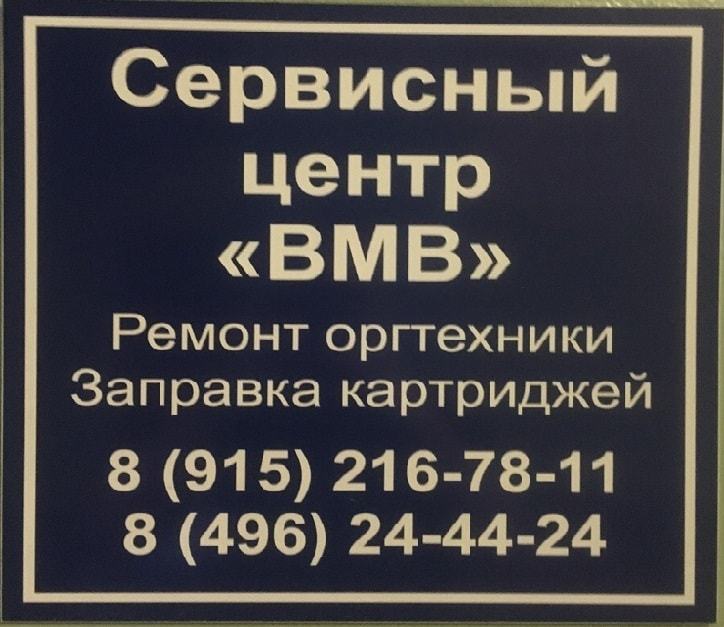 Сервисный
центр
«ВМВ»
Ремонт оргтехники
Заправка картриджей
8 (915) 216-78-11
8 (496) 24-44-24